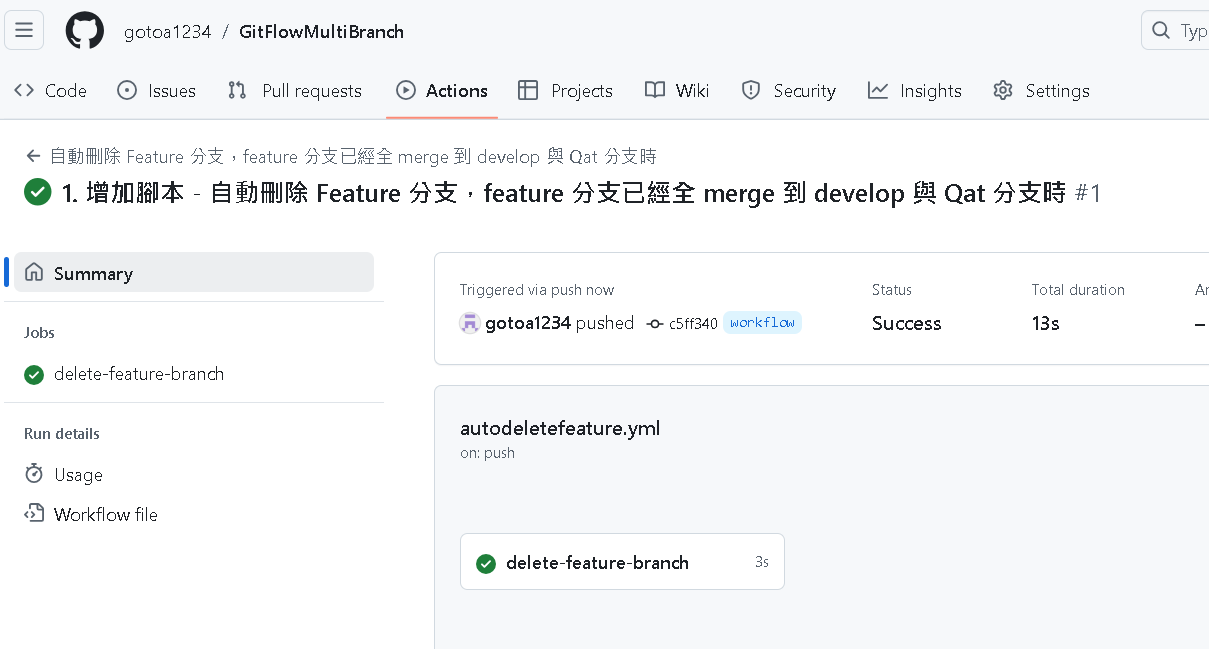 gotoa1234 / GitFlowMultiBranch
Typ
Code Issues Pull requests Actions Projects Wiki Security Insights Settings
自動刪除 Feature 分支，feature 分支已經全 merge 到 develop 與 Qat 分支時
1. 增加腳本 - 自動刪除 Feature 分支，feature 分支已經全 merge 到 develop 與 Qat 分支時 #1
Summary
Jobs
delete-feature-branch
Run details
Usage
Workflow file
Triggered via push now
gotoa1234 pushed c5ff340 workflow
Status
Success
Total duration
13s
Ar
–
autodeletefeature.yml
on: push
delete-feature-branch 3s